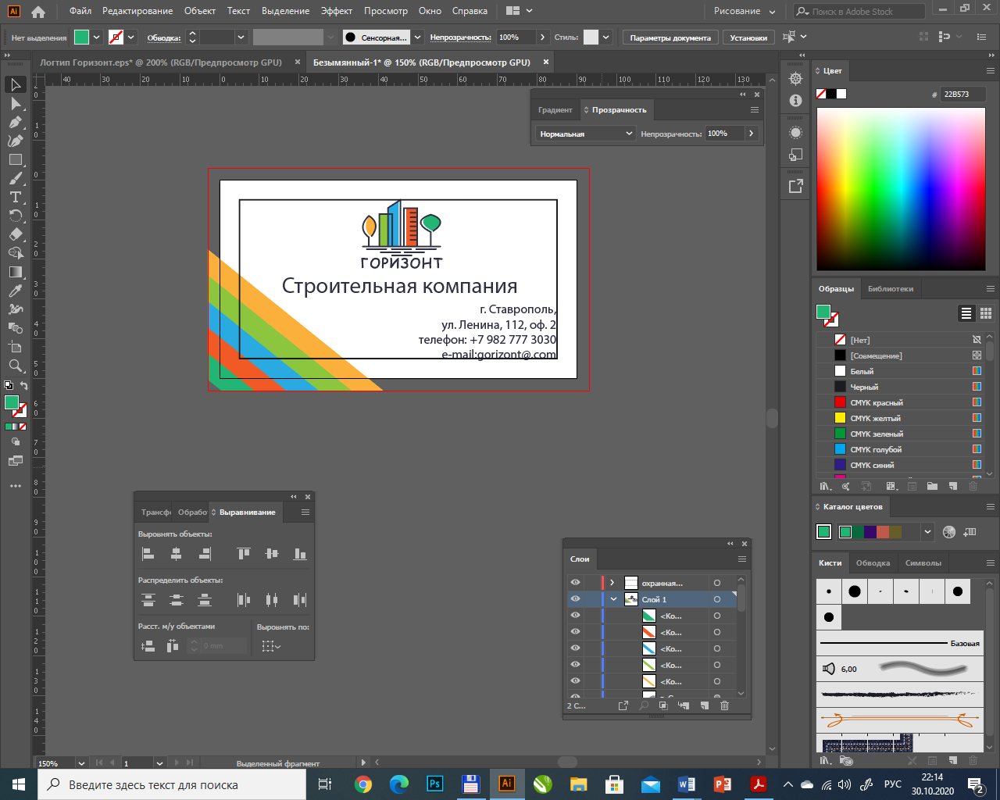 Ai
Файл Редактирование Объект Текст Выделение Эффект Просмотр Окно Справка
Рисование
Поиск в Adobe Stock
Нет выделения
Обводка:
Сенсорная...
Непрозрачность: 100%
Стиль:
Параметры документа
Установки
Логтип Горизонт.eps* @ 200% (RGB/Предпросмотр GPU)
Безымянный-1* @ 150% (RGB/Предпросмотр GPU)
40 30 20 10 0 10 20 30 40 50 60 70 80 90 100 110 120 130
Градиент Прозрачность
Нормальная Непрозрачность: 100%
ГОРИЗОНТ
Строительная компания
г. Ставрополь,
ул. Ленина, 112, оф. 2
телефон: +7 982 777 3030
e-mail:gorizont@.com
Трансфо Обработ Выравнивание
Выровнять объекты:
Распределить объекты:
Расст. м/у объектами Выровнять по:
0 mm
Слои
охранная...
Слой 1
<Ко...
<Ко...
<Ко...
<Ко...
<Ко...
2 С...
Цвет
# 22B573
Образцы Библиотеки
[Нет]
[Совмещение]
Белый
Черный
CMYK красный
CMYK желтый
CMYK зеленый
CMYK голубой
CMYK синий
Каталог цветов
Кисти Обводка Символы
Базовая
6,00
150% 1 Выделенный фрагмент
Введите здесь текст для поиска
Ps
Ai
РУС
22:14
30.10.2020
2